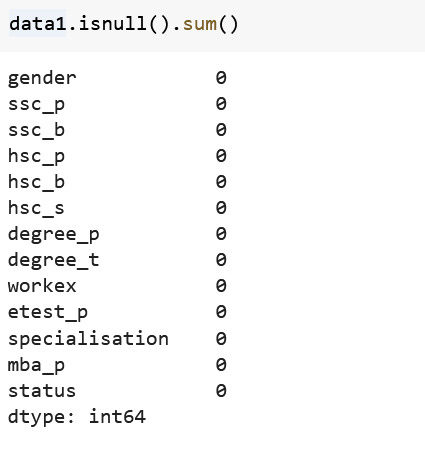 data1.isnull().sum()
gender 0
ssc_p 0
ssc_b 0
hsc_p 0
hsc_b 0
hsc_s 0
degree_p 0
degree_t 0
workex 0
etest_p 0
specialisation 0
mba_p 0
status 0
dtype: int64